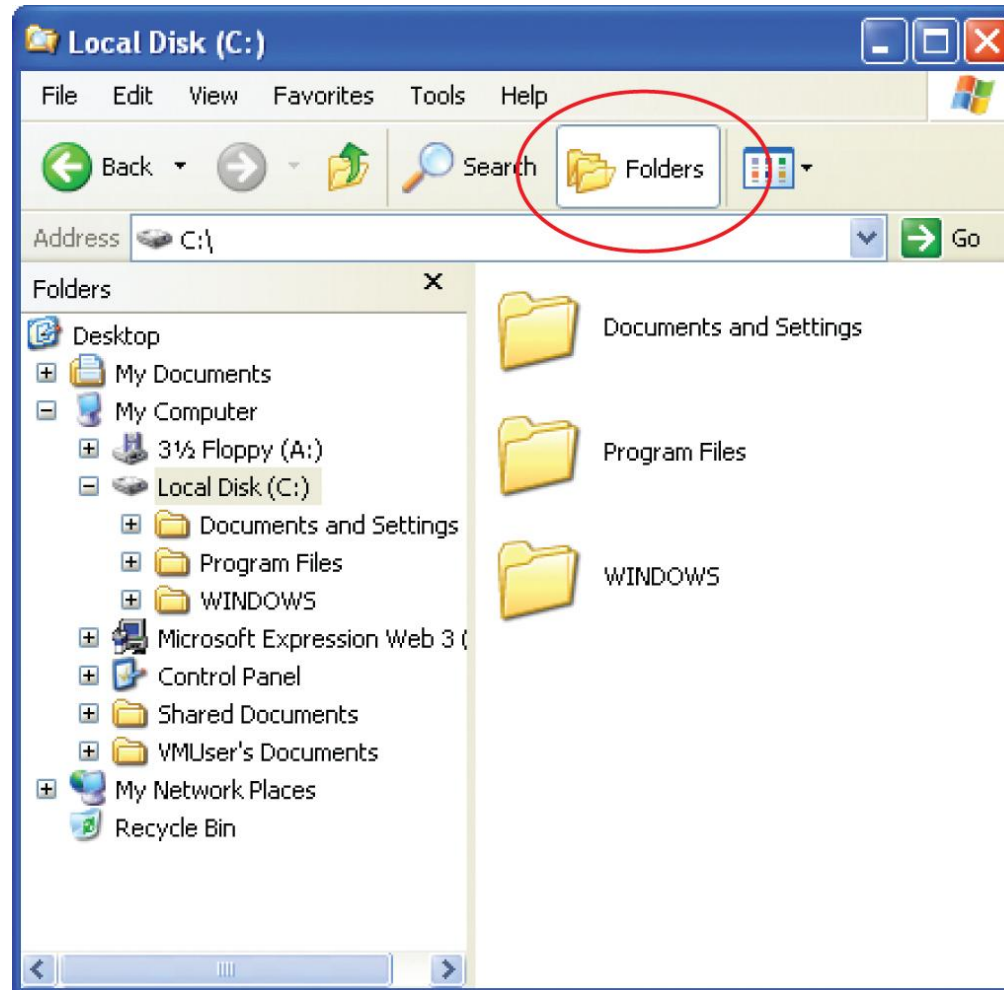 Local Disk (C:)
File Edit View Favorites Tools Help
Back Search Folders
Address C:\ Go
Folders X
Desktop
My Documents
My Computer
3½ Floppy (A:)
Local Disk (C:)
Documents and Settings
Program Files
WINDOWS
Microsoft Expression Web 3 (
Control Panel
Shared Documents
VMUser's Documents
My Network Places
Recycle Bin
Documents and Settings
Program Files
WINDOWS